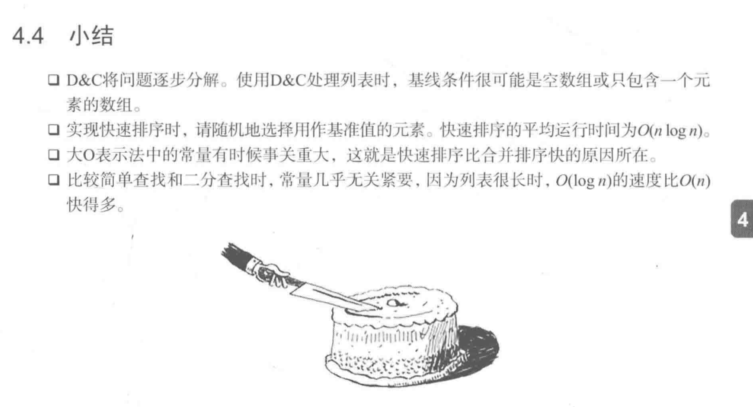 4.4 小结
❑ D&C将问题逐步分解。使用D&C处理列表时，基线条件很可能是空数组或只包含一个元
素的数组。
❑ 实现快速排序时，请随机地选择用作基准值的元素。快速排序的平均运行时间为O(n log n)。
❑ 大O表示法中的常量有时候事关重大，这就是快速排序比合并排序快的原因所在。
❑ 比较简单查找和二分查找时，常量几乎无关紧要，因为列表很长时，O(log n)的速度比O(n)
快得多。
4